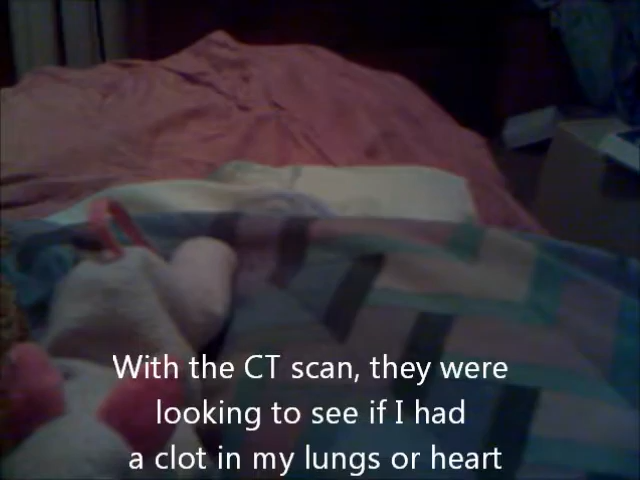 With the CT scan, they were
looking to see if I had
a clot in my lungs or heart